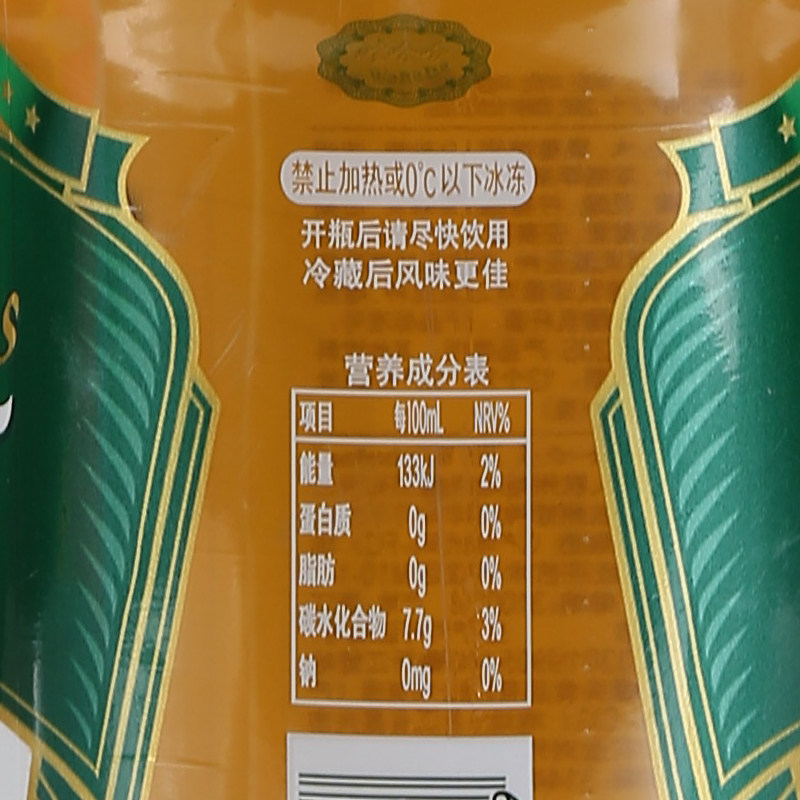 禁止加热或0℃以下冰冻
开瓶后请尽快饮用
冷藏后风味更佳
营养成分表
项目 每100mL NRV%
能量 133kJ 2%
蛋白质 0g 0%
脂肪 0g 0%
碳水化合物 7.7g 3%
钠 0mg 0%
s